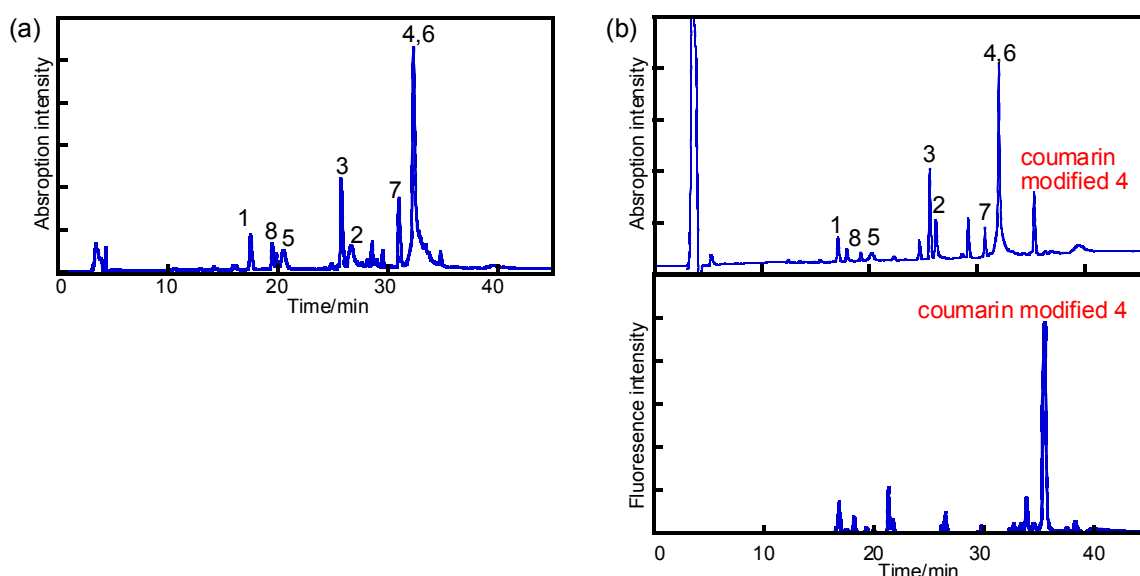 (a)
Absroption intensity
1
8
5
3
2
7
4,6
0
10
20
30
40
Time/min
(b)
Absroption intensity
1
8
5
3
2
7
4,6
coumarin
modified 4
coumarin modified 4
Fluoresence intensity
0
10
20
30
40
Time/min